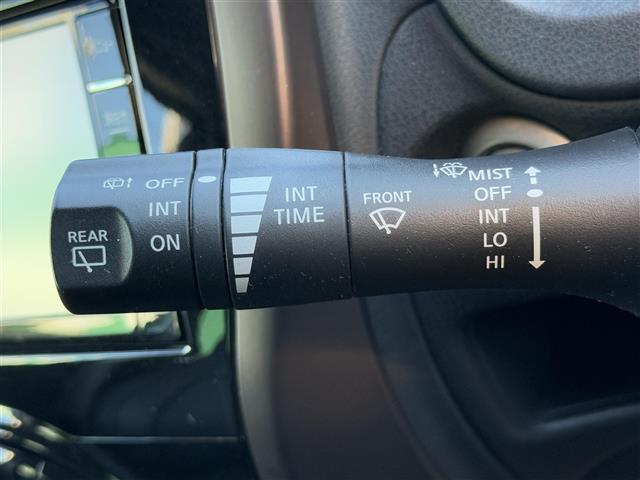 REAR
OFF
INT
ON
INT
TIME
FRONT
MIST
OFF
INT
LO
HI